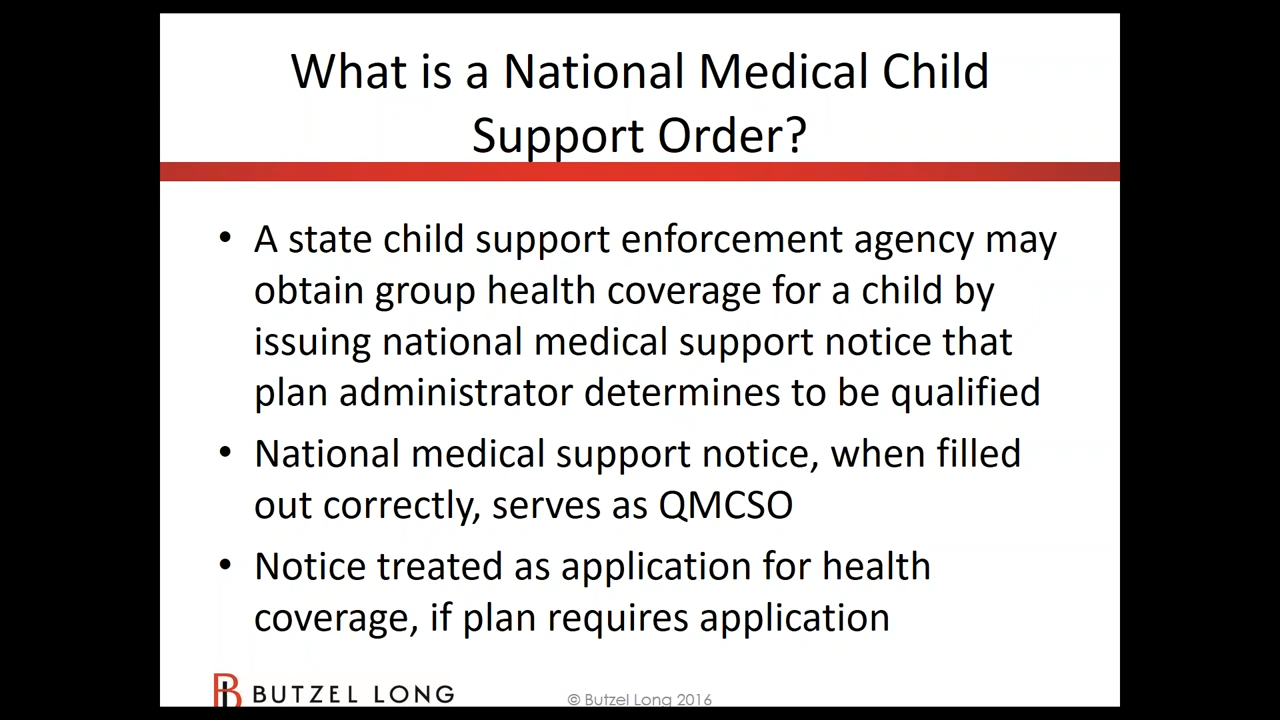 What is a National Medical Child
Support Order?
• A state child support enforcement agency may
obtain group health coverage for a child by
issuing national medical support notice that
plan administrator determines to be qualified
• National medical support notice, when filled
out correctly, serves as QMCSO
• Notice treated as application for health
coverage, if plan requires application
BUTZEL LONG
© Butzel Long 2016